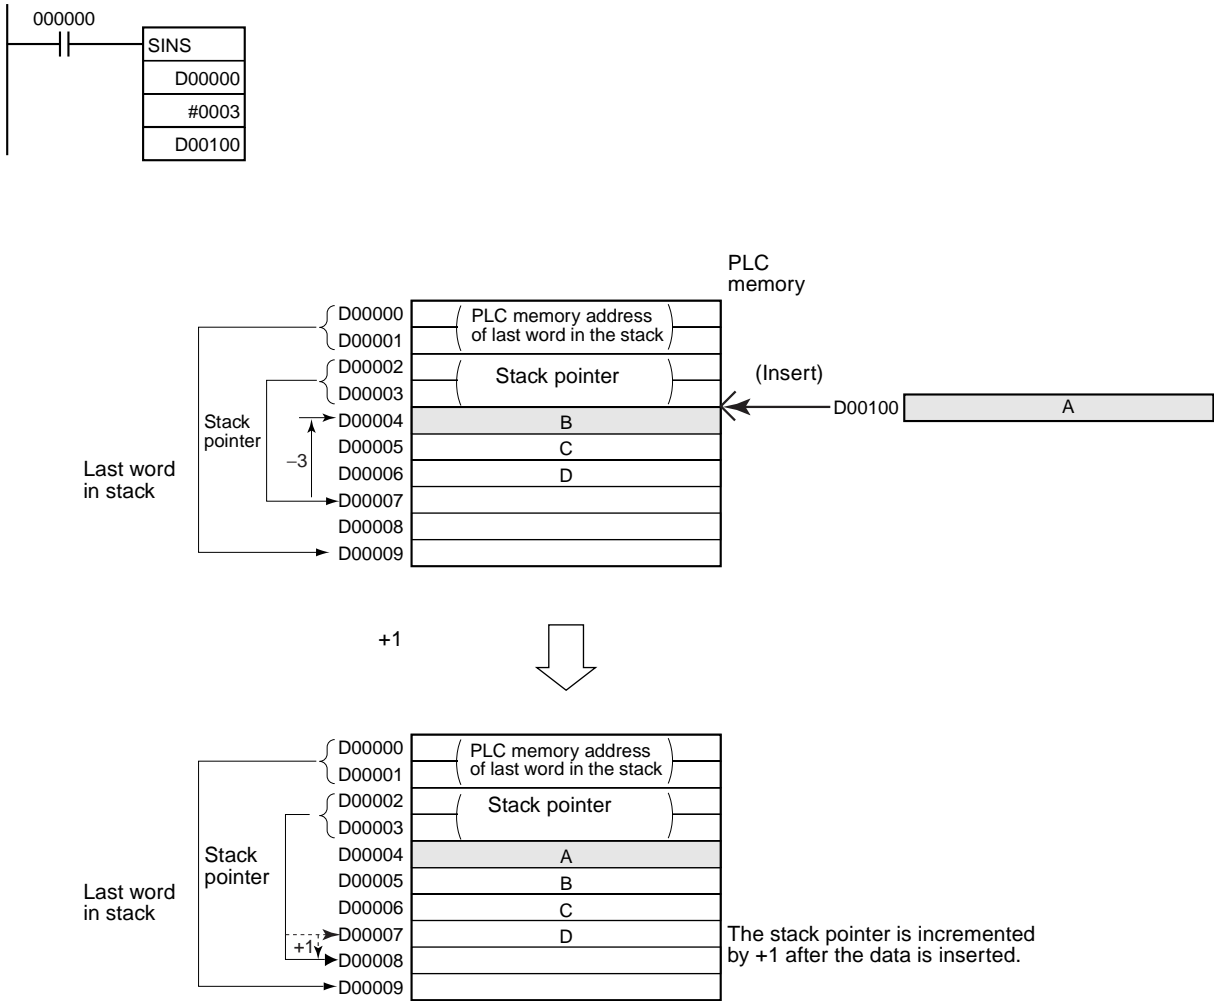 000000
SINS
D00000
#0003
D00100
PLC
memory
D00000
D00001
PLC memory address
of last word in the stack
D00002
D00003
Stack pointer
(Insert)
D00100
A
Stack
pointer
–3
Last word
in stack
D00004
B
D00005
C
D00006
D
D00007
D00008
D00009
+1
D00000
D00001
PLC memory address
of last word in the stack
D00002
D00003
Stack pointer
Stack
pointer
Last word
in stack
D00004
A
D00005
B
D00006
C
D00007
D
+1
D00008
D00009
The stack pointer is incremented
by +1 after the data is inserted.